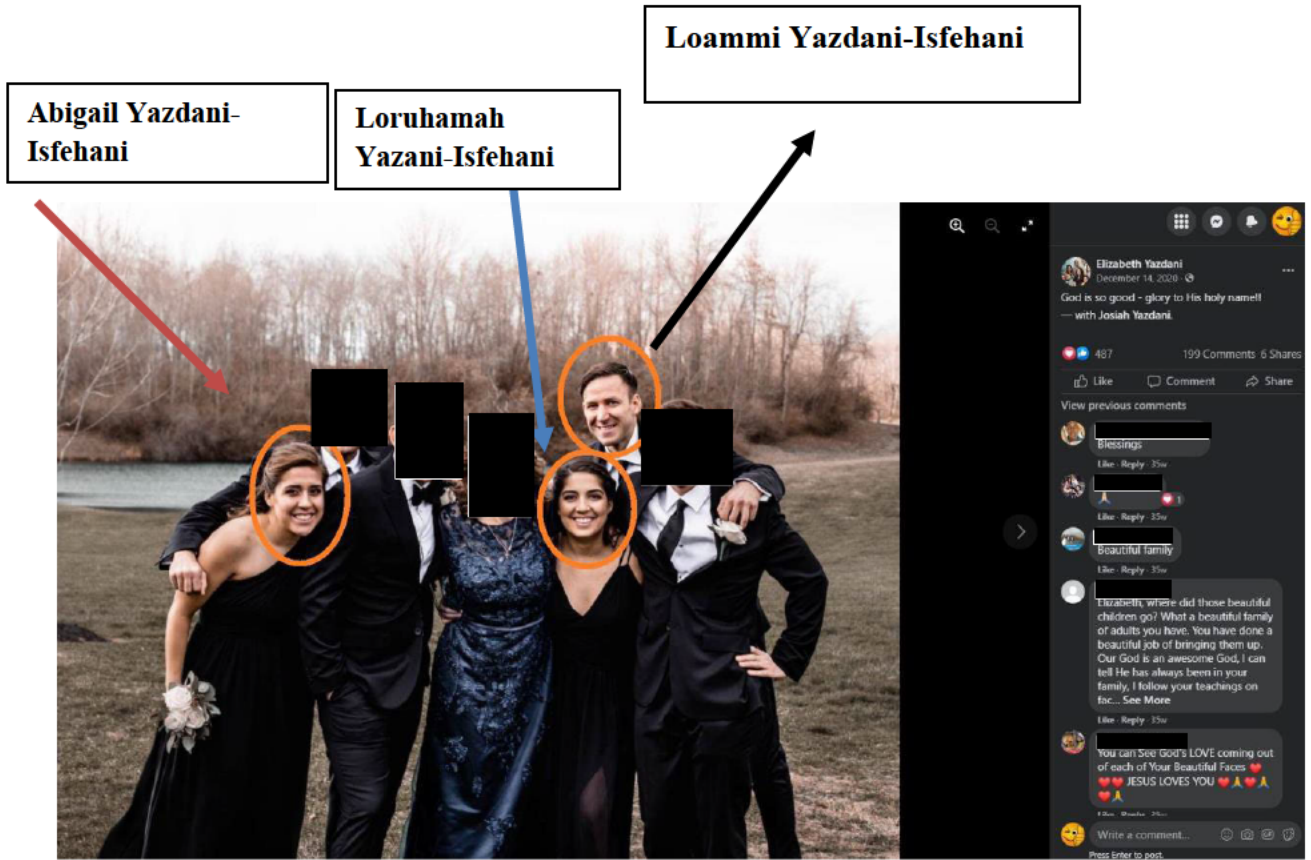 Loammi Yazdani-Isfehani
Abigail Yazdani-
Isfehani
Loruhamah
Yazani-Isfehani
Elizabeth Yazdani
December 14, 2020 ·
God is so good - glory to His holy name!!
— with Josiah Yazdani.
487
199 Comments 6 Shares
Like
Comment
Share
View previous comments
Blessings
Like · Reply · 35w
1
Like · Reply · 35w
Beautiful family
Like · Reply · 35w
Elizabeth, where did those beautiful
children go? What a beautiful family
of adults you have. You have done a
beautiful job of bringing them up.
Our God is an awesome God, I can
tell He has always been in your
family, I follow your teachings on
fac... See More
Like · Reply · 35w
You can See God's LOVE coming out
of each of Your Beautiful Faces ❤️
❤️❤️ JESUS LOVES YOU ❤️🙏❤️🙏
❤️🙏
Like · Reply · 35w
Write a comment...
Press Enter to post.